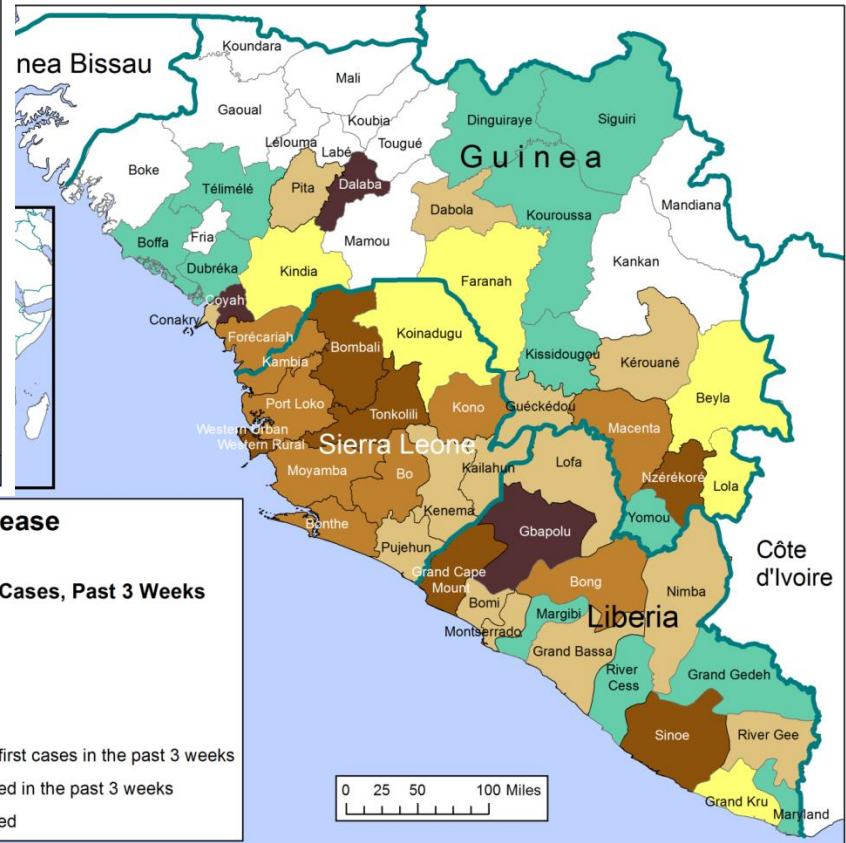 nea Bissau
Koundara
Mali
Gaoual
Koubia
Lélouma
Labé
Tougué
Dinguiraye
Siguiri
Guinea
Boke
Télimélé
Pita
Dalaba
Dabola
Kouroussa
Mandiana
Boffa
Fria
Mamou
Kankan
Dubréka
Kindia
Faranah
Coyah
Conakry
Forécariah
Koinadugu
Kambia
Bombali
Kissidougou
Kérouané
Beyla
Port Loko
Tonkolili
Kono
Guéckédou
Macenta
Western Urban
Western Rural
Sierra Leone
Moyamba
Bo
Kailahun
Lofa
Nzérékoré
Lola
Kenema
Bonthe
Gbapolu
Yomou
Pujehun
Côte
d'Ivoire
Grand Cape
Mount
Bong
Nimba
Bomi
Margibi
Liberia
Montserrado
Grand Bassa
River
Cess
Grand Gedeh
Sinoe
River Gee
Grand Kru
Maryland
ease
Cases, Past 3 Weeks
first cases in the past 3 weeks
ed in the past 3 weeks
ed
0 25 50 100 Miles